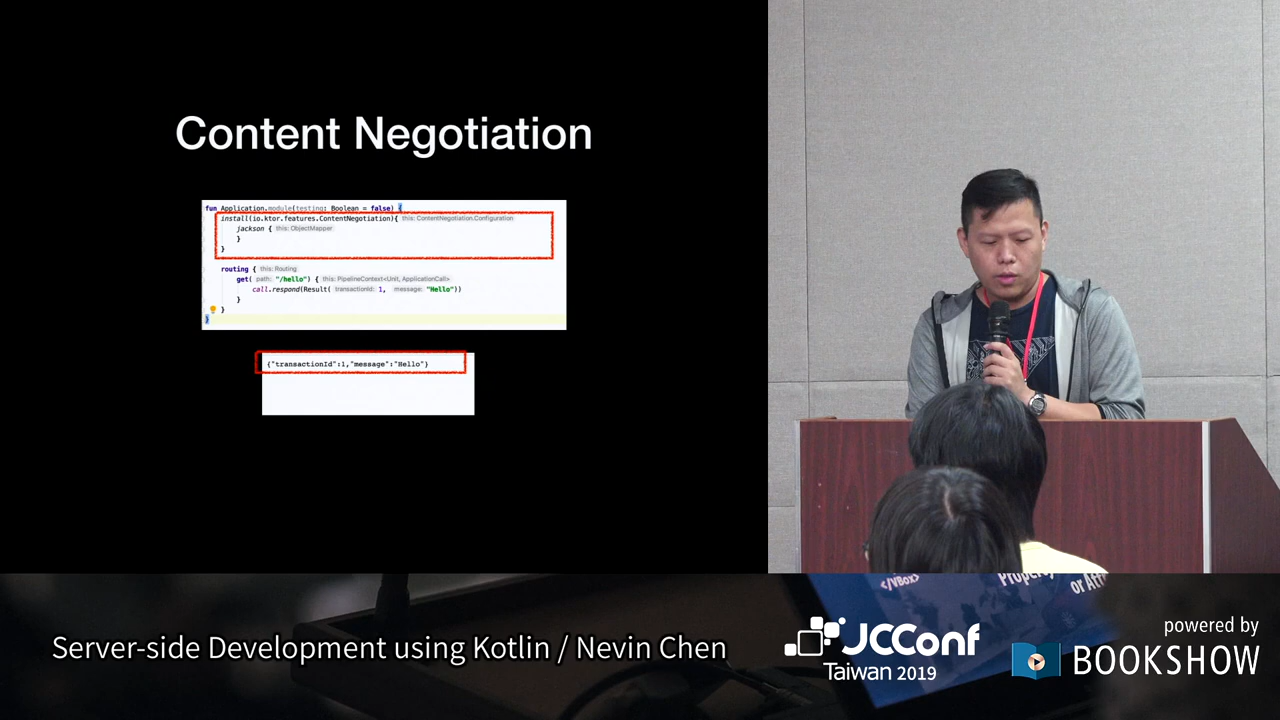 Content Negotiation
fun Application.module(testing: Boolean = false) {
install(io.ktor.features.ContentNegotiation){ this: ContentNegotiation.Configuration
jackson { this: ObjectMapper
}
}
routing { this: Routing
get( path: "/hello") { this: PipelineContext<Unit, ApplicationCall>
call.respond(Result( transactionId: 1, message: "Hello"))
}
}
}
{"transactionId":1,"message":"Hello"}
</VBox>
or
Server-side Development using Kotlin / Nevin Chen
JCConf
Taiwan 2019
powered by
BOOKSHOW